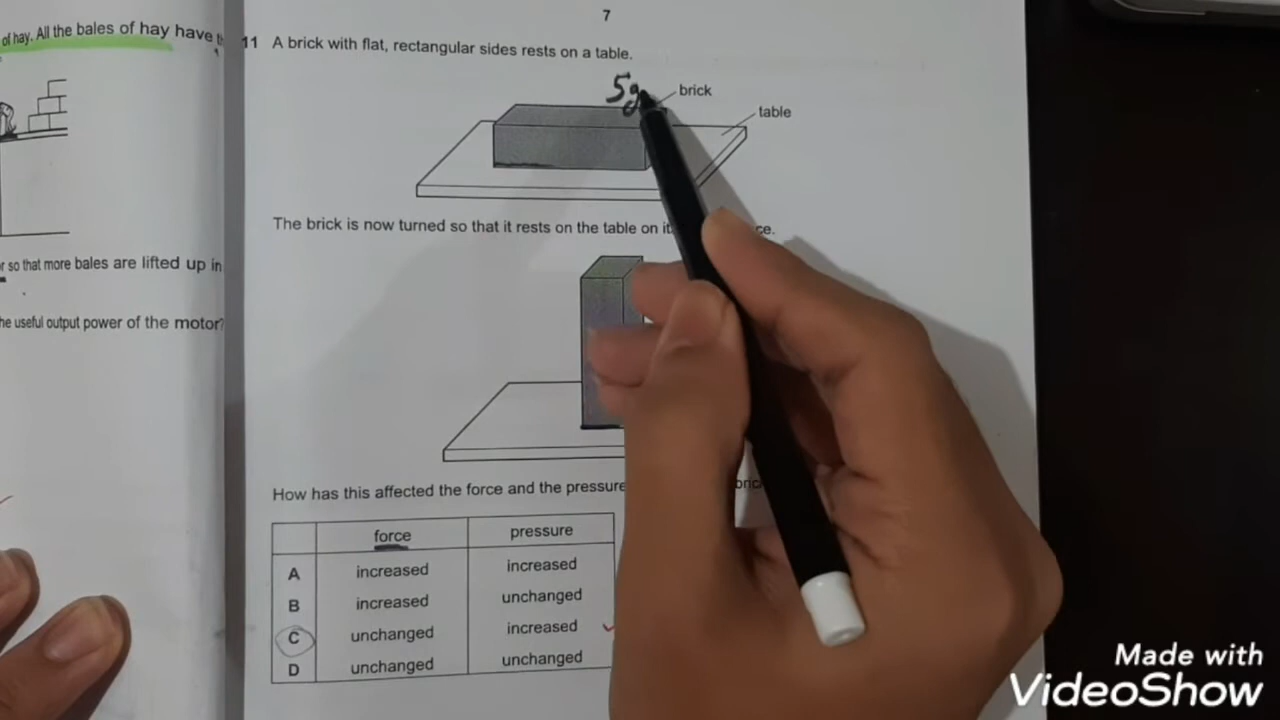 7
of hay. All the bales of hay have
11 A brick with flat, rectangular sides rests on a table.
5g
brick
table
The brick is now turned so that it rests on the table on
so that more bales are lifted up in
useful output power of the motor?
How has this affected the force and the pressure
force pressure
A increased increased
B increased unchanged
C unchanged increased
D unchanged unchanged
Made with
VideoShow